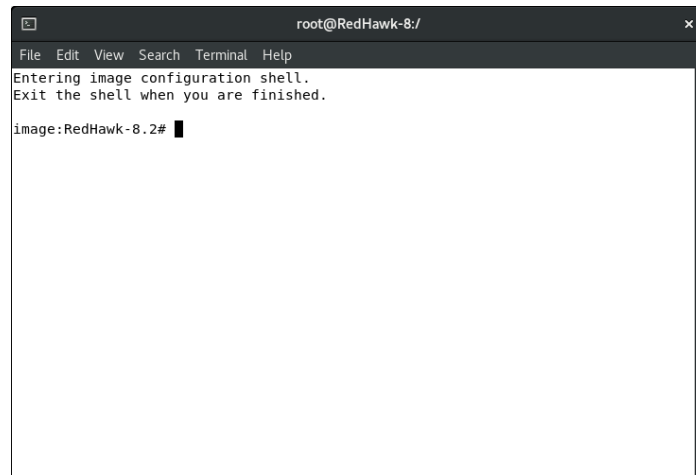 root@RedHawk-8:/
File Edit View Search Terminal Help
Entering image configuration shell.
Exit the shell when you are finished.
image:RedHawk-8.2#